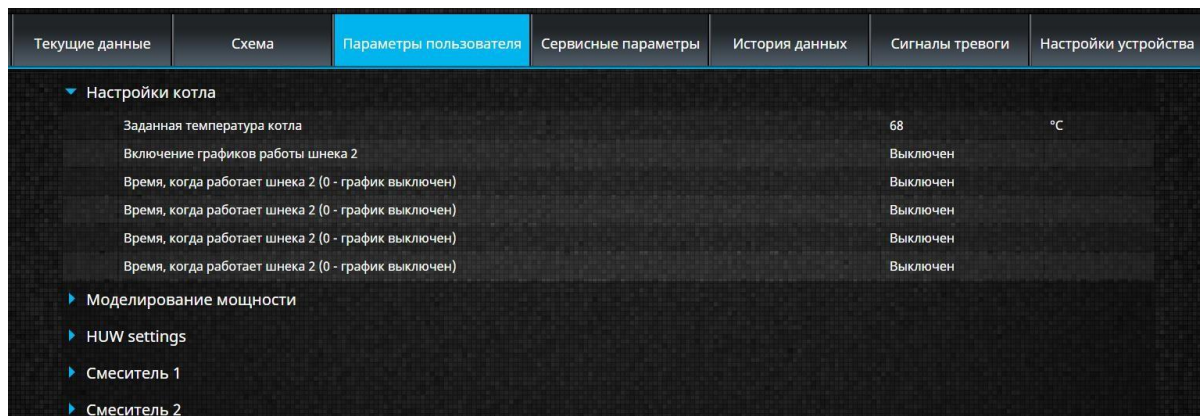 Текущие данные Схема Параметры пользователя Сервисные параметры История данных Сигналы тревоги Настройки устройства
Настройки котла
Заданная температура котла 68 °C
Включение графиков работы шнека 2 Выключен
Время, когда работает шнека 2 (0 - график выключен) Выключен
Время, когда работает шнека 2 (0 - график выключен) Выключен
Время, когда работает шнека 2 (0 - график выключен) Выключен
Время, когда работает шнека 2 (0 - график выключен) Выключен
Моделирование мощности
HUW settings
Смеситель 1
Смеситель 2